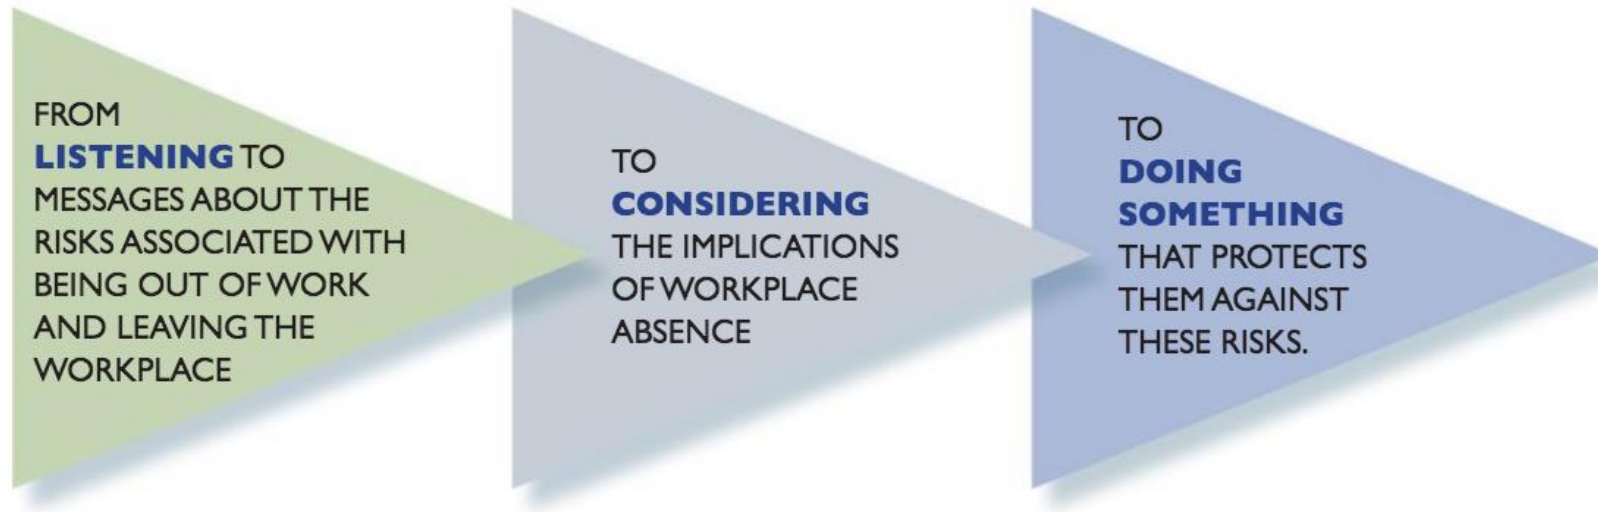 FROM
LISTENING TO
MESSAGES ABOUT THE
RISKS ASSOCIATED WITH
BEING OUT OF WORK
AND LEAVING THE
WORKPLACE
TO
CONSIDERING
THE IMPLICATIONS
OF WORKPLACE
ABSENCE
TO
DOING
SOMETHING
THAT PROTECTS
THEM AGAINST
THESE RISKS.